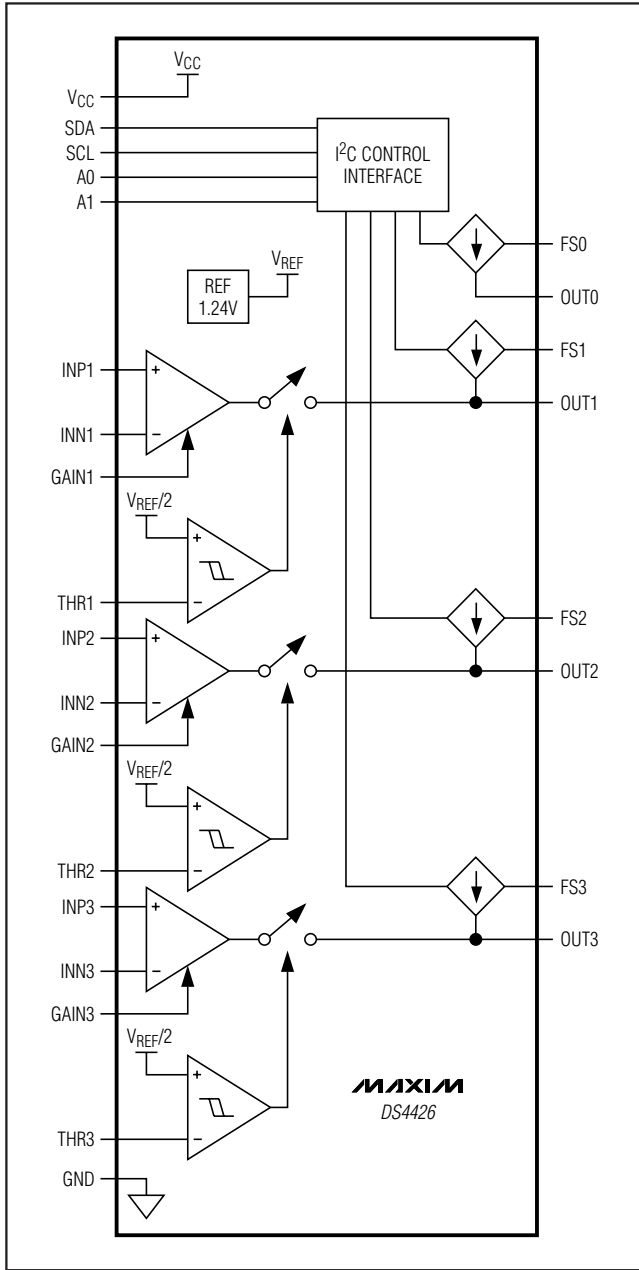 VCC
VCC
SDA
SCL
A0
A1
I2C CONTROL
INTERFACE
FS0
OUT0
REF
1.24V
VREF
FS1
OUT1
INP1
+
INN1
−
GAIN1
VREF/2
+
THR1
−
INP2
+
FS2
OUT2
INN2
−
GAIN2
VREF/2
+
THR2
−
INP3
+
FS3
OUT3
INN3
−
GAIN3
VREF/2
+
THR3
−
MAXIM
DS4426
GND